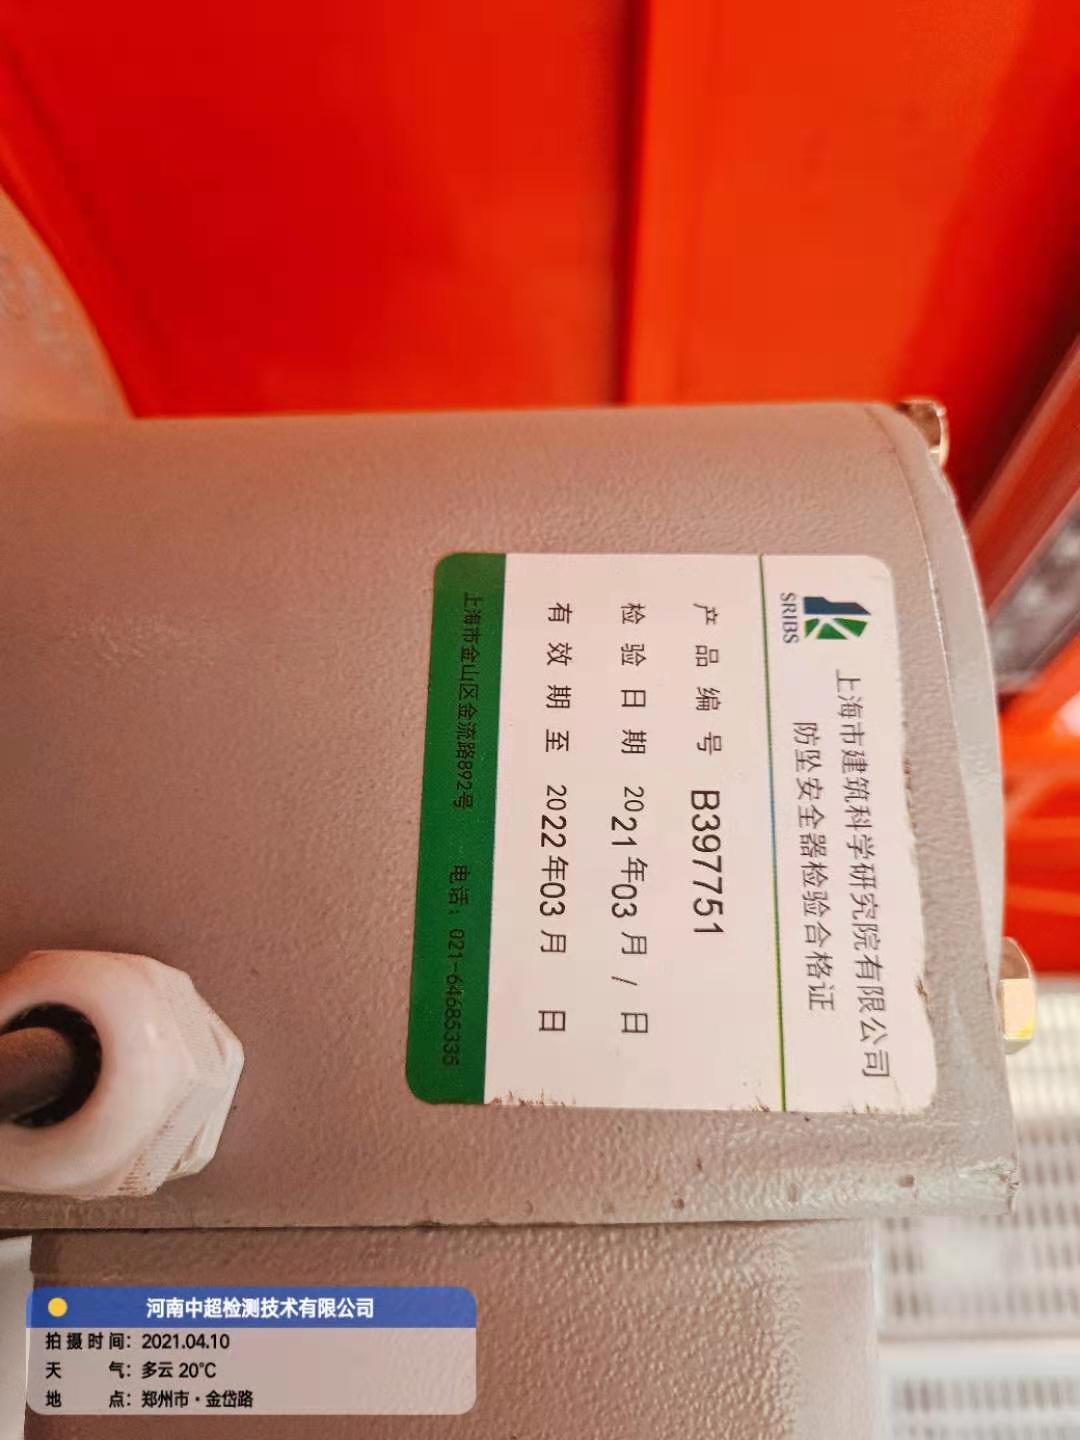 SRIBS
上海市建筑科学研究院有限公司
防坠安全器检验合格证
产品编号 B397751
检验日期 2021年03月/日
有效期至 2022年03月 日
上海市金山区金流路892号 电话：021-64685336
河南中超检测技术有限公司
拍摄时间：2021.04.10
天 气：多云 20℃
地 点：郑州市·金岱路